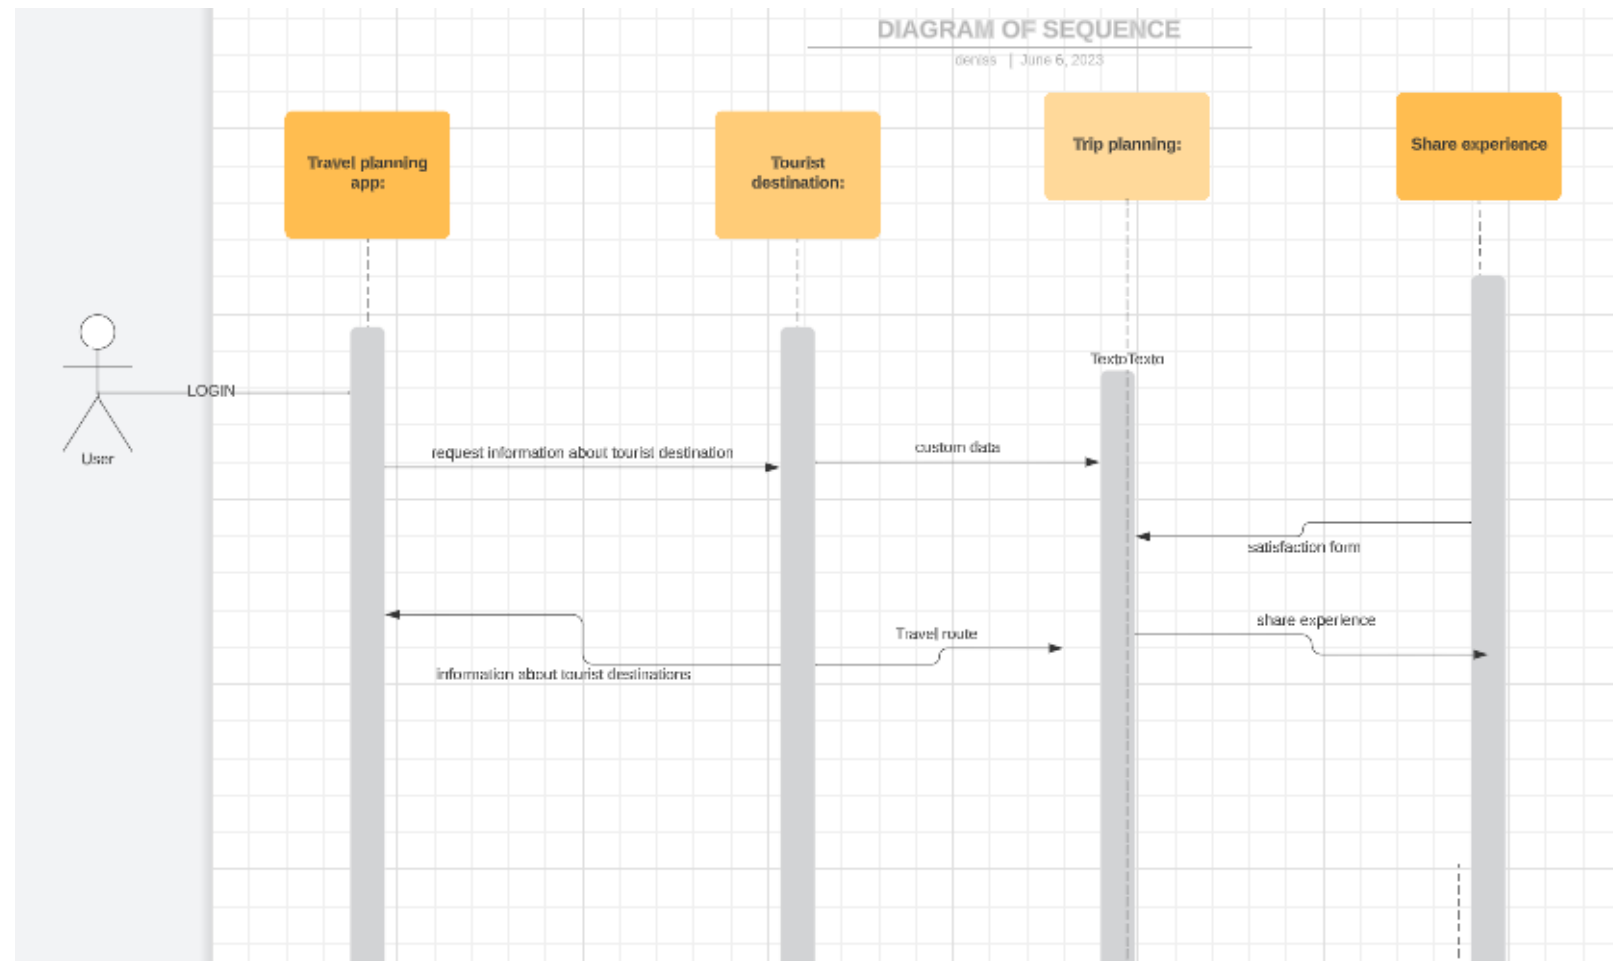 DIAGRAM OF SEQUENCE
deniss | June 6, 2023
Travel planning
app:
Tourist
destination:
Trip planning:
Share experience
TextoTexto
LOGIN
User
request information about tourist destination
custom data
satisfaction form
share experience
Travel route
information about tourist destinations